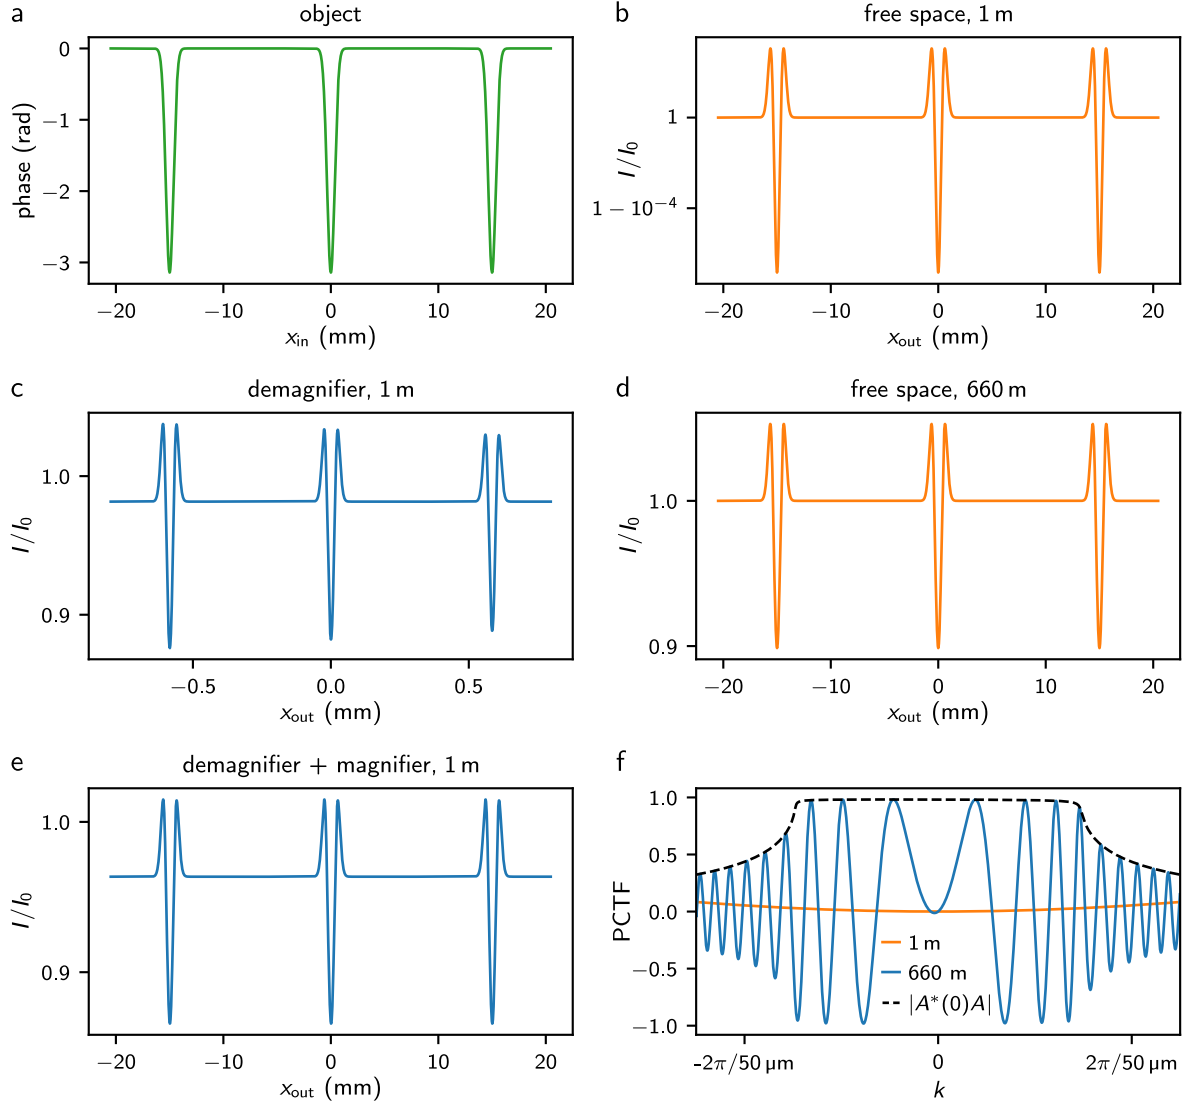 a
object
0
−1
−2
−3
phase (rad)
−20
−10
0
10
20
x_in (mm)
b
free space, 1 m
1
1 − 10⁻⁴
I/I₀
−20
−10
0
10
20
x_out (mm)
c
demagnifier, 1 m
1.0
0.9
I/I₀
−0.5
0.0
0.5
x_out (mm)
d
free space, 660 m
1.0
0.9
I/I₀
−20
−10
0
10
20
x_out (mm)
e
demagnifier + magnifier, 1 m
1.0
0.9
I/I₀
−20
−10
0
10
20
x_out (mm)
f
1.0
0.5
0.0
−0.5
−1.0
PCTF
1 m
660 m
|A*(0)A|
-2π/50 µm
0
2π/50 µm
k